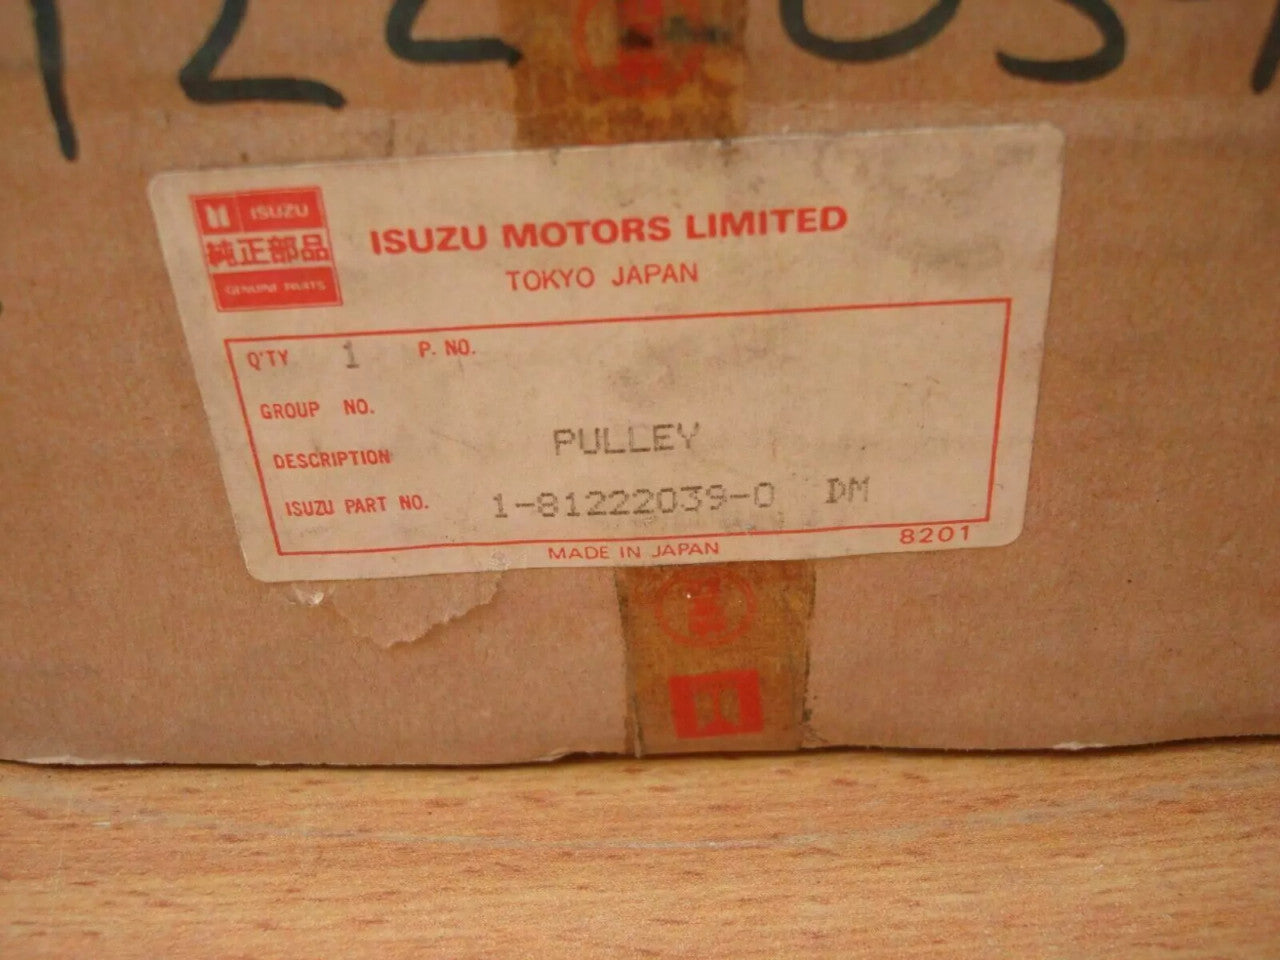 ISUZU
純正部品
GENUINE PARTS
ISUZU MOTORS LIMITED
TOKYO JAPAN
Q'TY 1 P. NO.
GROUP NO.
DESCRIPTION PULLEY
ISUZU PART NO. 1-81222039-0 DM
MADE IN JAPAN
8201